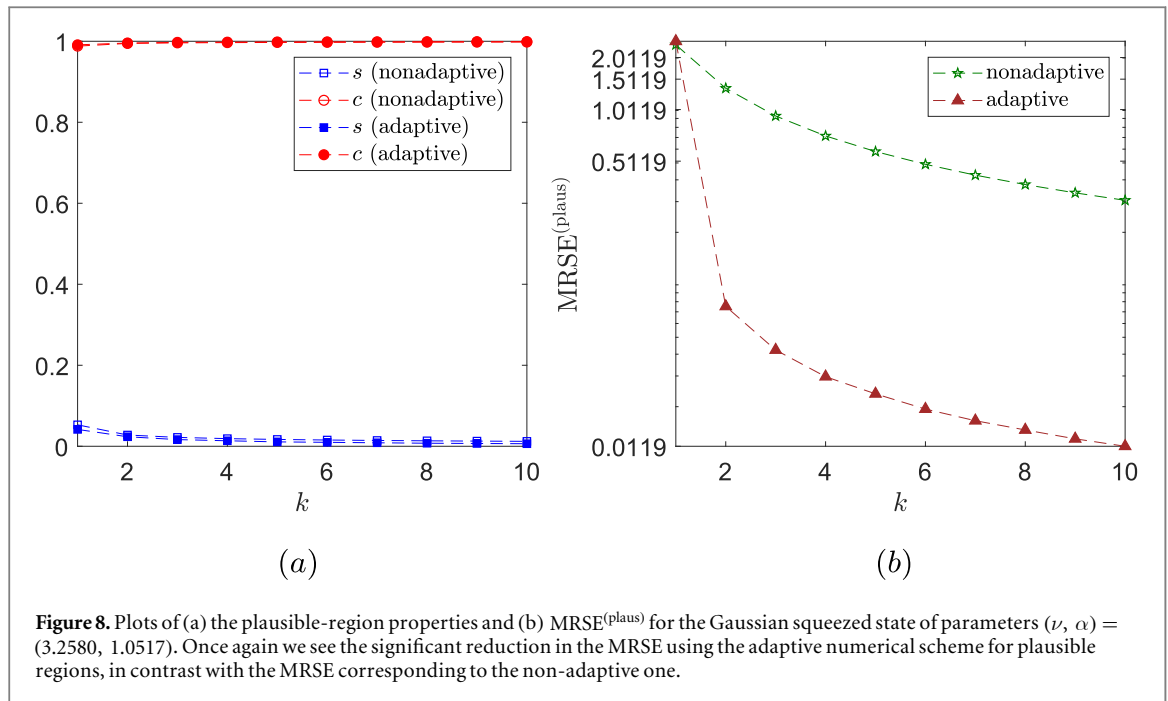 1
0.8
0.6
0.4
0.2
0
2
4
6
8
10
k
s (nonadaptive)
c (nonadaptive)
s (adaptive)
c (adaptive)
(a)
MRSE(plaus)
2.0119
1.5119
1.0119
0.5119
0.0119
2
4
6
8
10
k
nonadaptive
adaptive
(b)
Figure 8. Plots of (a) the plausible-region properties and (b) MRSE(plaus) for the Gaussian squeezed state of parameters (ν, α) =
(3.2580, 1.0517). Once again we see the significant reduction in the MRSE using the adaptive numerical scheme for plausible
regions, in contrast with the MRSE corresponding to the non-adaptive one.